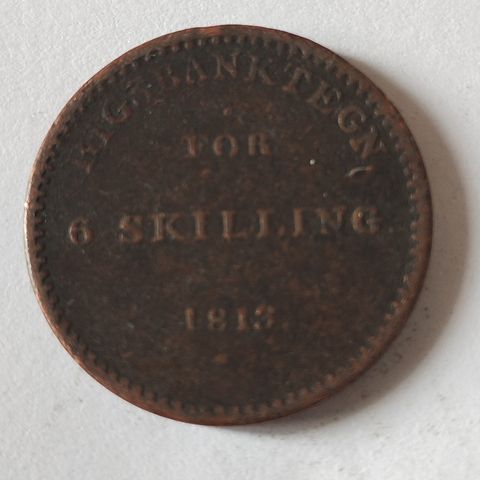 RIGSBANKTEGN
FOR
6 SKILLING.
1813.